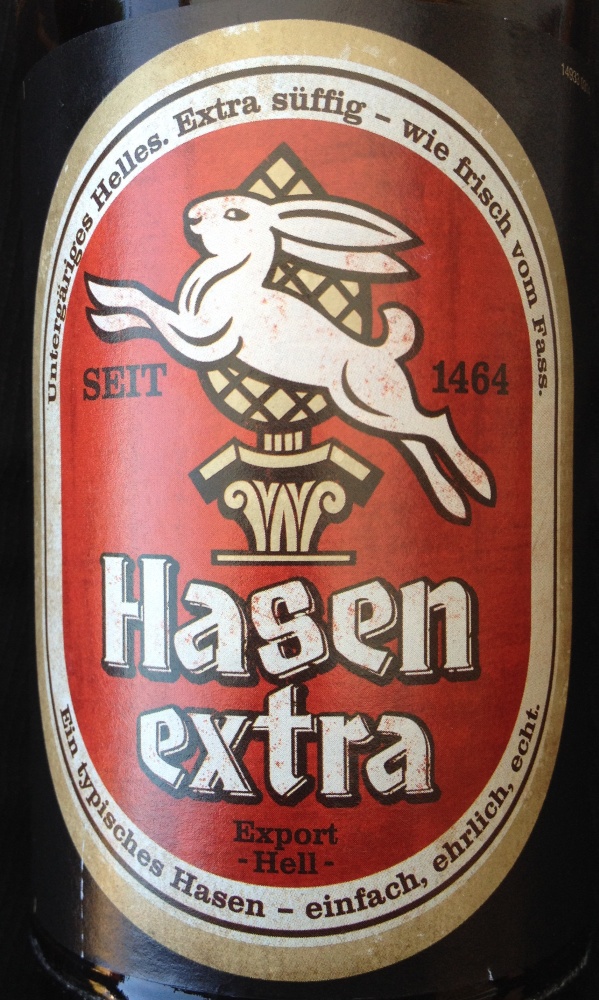 Untergäriges Helles. Extra süffig – wie frisch vom Fass.
SEIT 1464
Hasen
extra
Export
- Hell -
Ein typisches Hasen – einfach, ehrlich, echt.